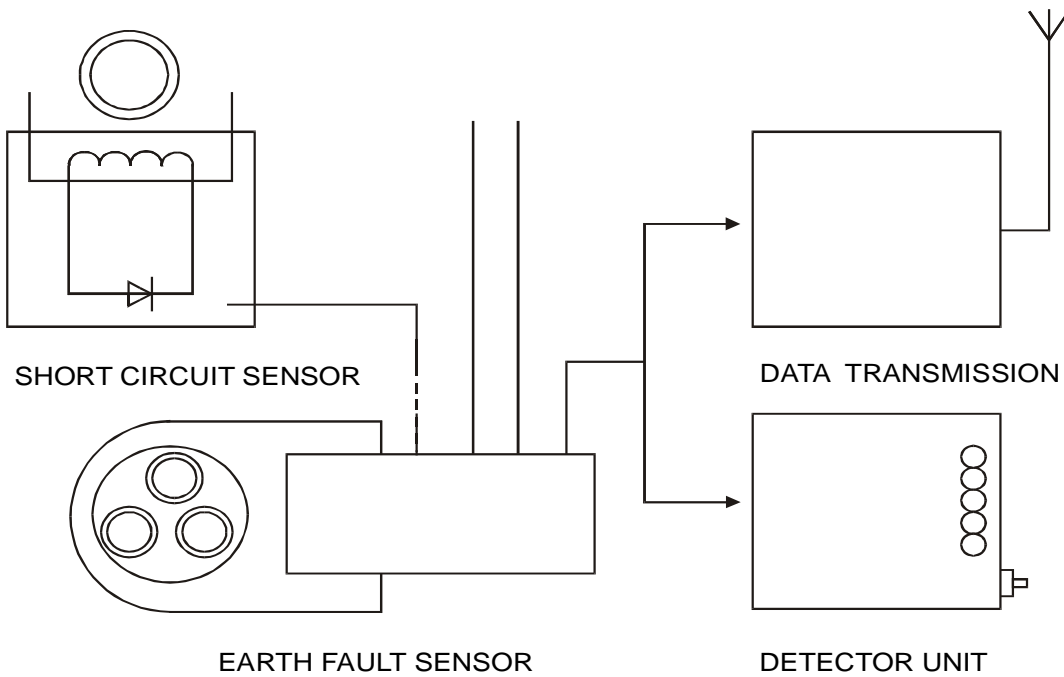 SHORT CIRCUIT SENSOR
DATA TRANSMISSION
EARTH FAULT SENSOR
DETECTOR UNIT